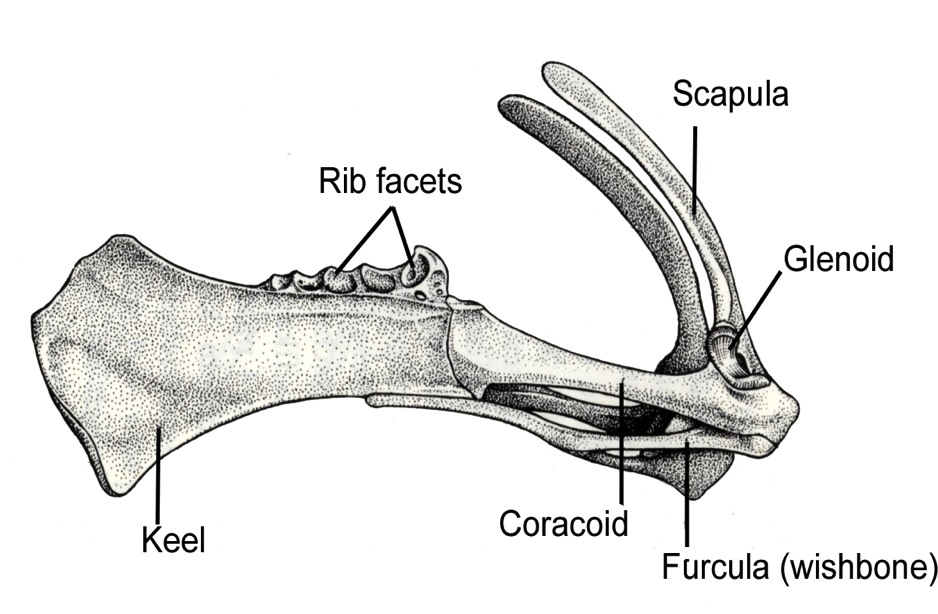 Scapula
Rib facets
Glenoid
Coracoid
Keel
Furcula (wishbone)